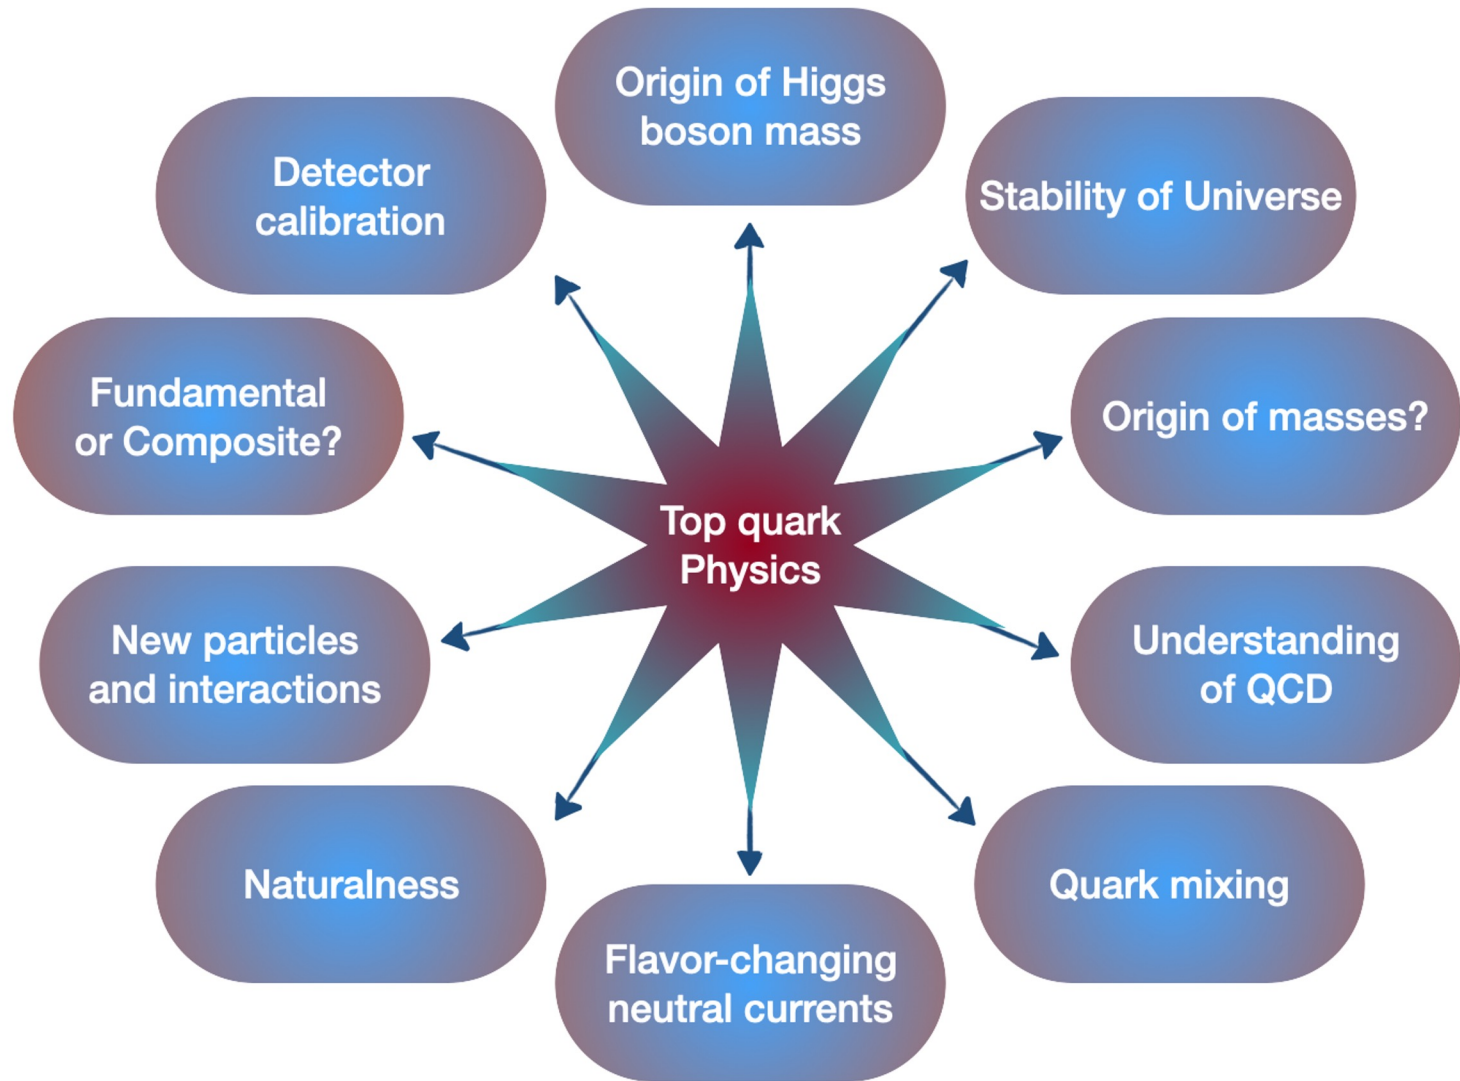 Origin of Higgs
boson mass
Detector
calibration
Stability of Universe
Fundamental
or Composite?
Origin of masses?
Top quark
Physics
New particles
and interactions
Understanding
of QCD
Naturalness
Quark mixing
Flavor-changing
neutral currents